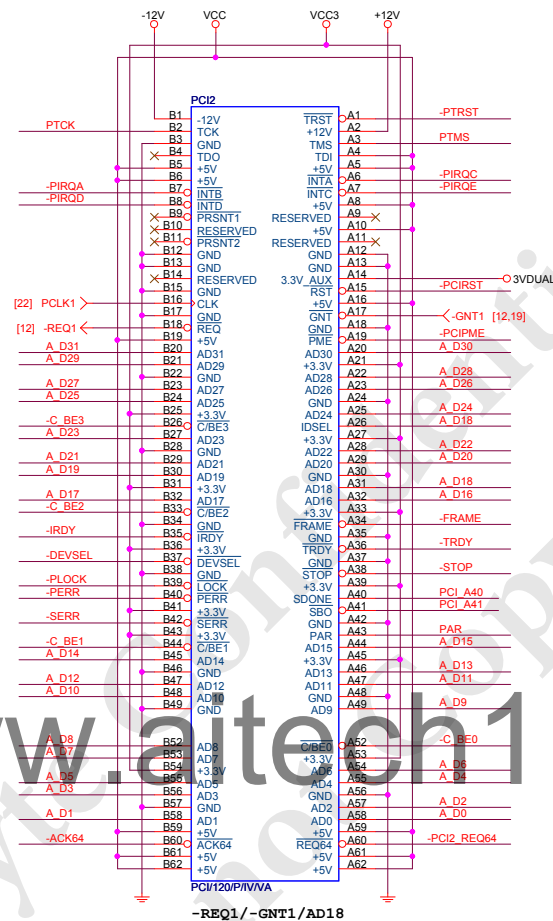 -12V VCC VCC3 +12V
PCI2
B1 -12V TRST A1 -PTRST
PTCK B2 TCK +12V A2
B3 GND TMS A3 PTMS
B4 TDO TDI A4
B5 +5V +5V A5
B6 +5V INTA A6 -PIRQC
-PIRQA B7 INTB INTC A7 -PIRQE
-PIRQD B8 INTD +5V A8
B9 PRSNT1 RESERVED A9
B10 RESERVED +5V A10
B11 PRSNT2 RESERVED A11
B12 GND GND A12
B13 GND GND A13
B14 RESERVED 3.3V_AUX A14 3VDUAL
B15 GND RST A15 -PCIRST
[22] PCLK1 B16 CLK +5V A16
B17 GND GNT A17 -GNT1 [12,19]
[12] -REQ1 B18 REQ GND A18
B19 +5V PME A19 -PCIPME
A_D31 B20 AD31 AD30 A20 A_D30
A_D29 B21 AD29 +3.3V A21
B22 GND AD28 A22 A_D28
A_D27 B23 AD27 AD26 A23 A_D26
A_D25 B24 AD25 GND A24
B25 +3.3V AD24 A25 A_D24
-C_BE3 B26 C/BE3 IDSEL A26 A_D18
A_D23 B27 AD23 +3.3V A27
B28 GND AD22 A28 A_D22
A_D21 B29 AD21 AD20 A29 A_D20
A_D19 B30 AD19 GND A30
B31 +3.3V AD18 A31 A_D18
A_D17 B32 AD17 AD16 A32 A_D16
-C_BE2 B33 C/BE2 +3.3V A33
B34 GND FRAME A34 -FRAME
-IRDY B35 IRDY GND A35
B36 +3.3V TRDY A36 -TRDY
-DEVSEL B37 DEVSEL GND A37
B38 GND STOP A38 -STOP
-PLOCK B39 LOCK +3.3V A39
-PERR B40 PERR SDONE A40 PCI_A40
B41 +3.3V SBO A41 PCI_A41
-SERR B42 SERR GND A42
B43 +3.3V PAR A43 PAR
-C_BE1 B44 C/BE1 AD15 A44 A_D15
A_D14 B45 AD14 +3.3V A45
B46 GND AD13 A46 A_D13
A_D12 B47 AD12 AD11 A47 A_D11
A_D10 B48 AD10 GND A48
B49 GND AD9 A49 A_D9
A_D8 B52 AD8 C/BE0 A52 -C_BE0
A_D7 B53 AD7 +3.3V A53
B54 +3.3V AD6 A54 A_D6
A_D5 B55 AD5 AD4 A55 A_D4
A_D3 B56 AD3 GND A56
B57 GND AD2 A57 A_D2
A_D1 B58 AD1 AD0 A58 A_D0
B59 +5V +5V A59
-ACK64 B60 ACK64 REQ64 A60 -PCI2_REQ64
B61 +5V +5V A61
B62 +5V +5V A62
PCI/120/P/IV/VA
-REQ1/-GNT1/AD18
w.aitech1